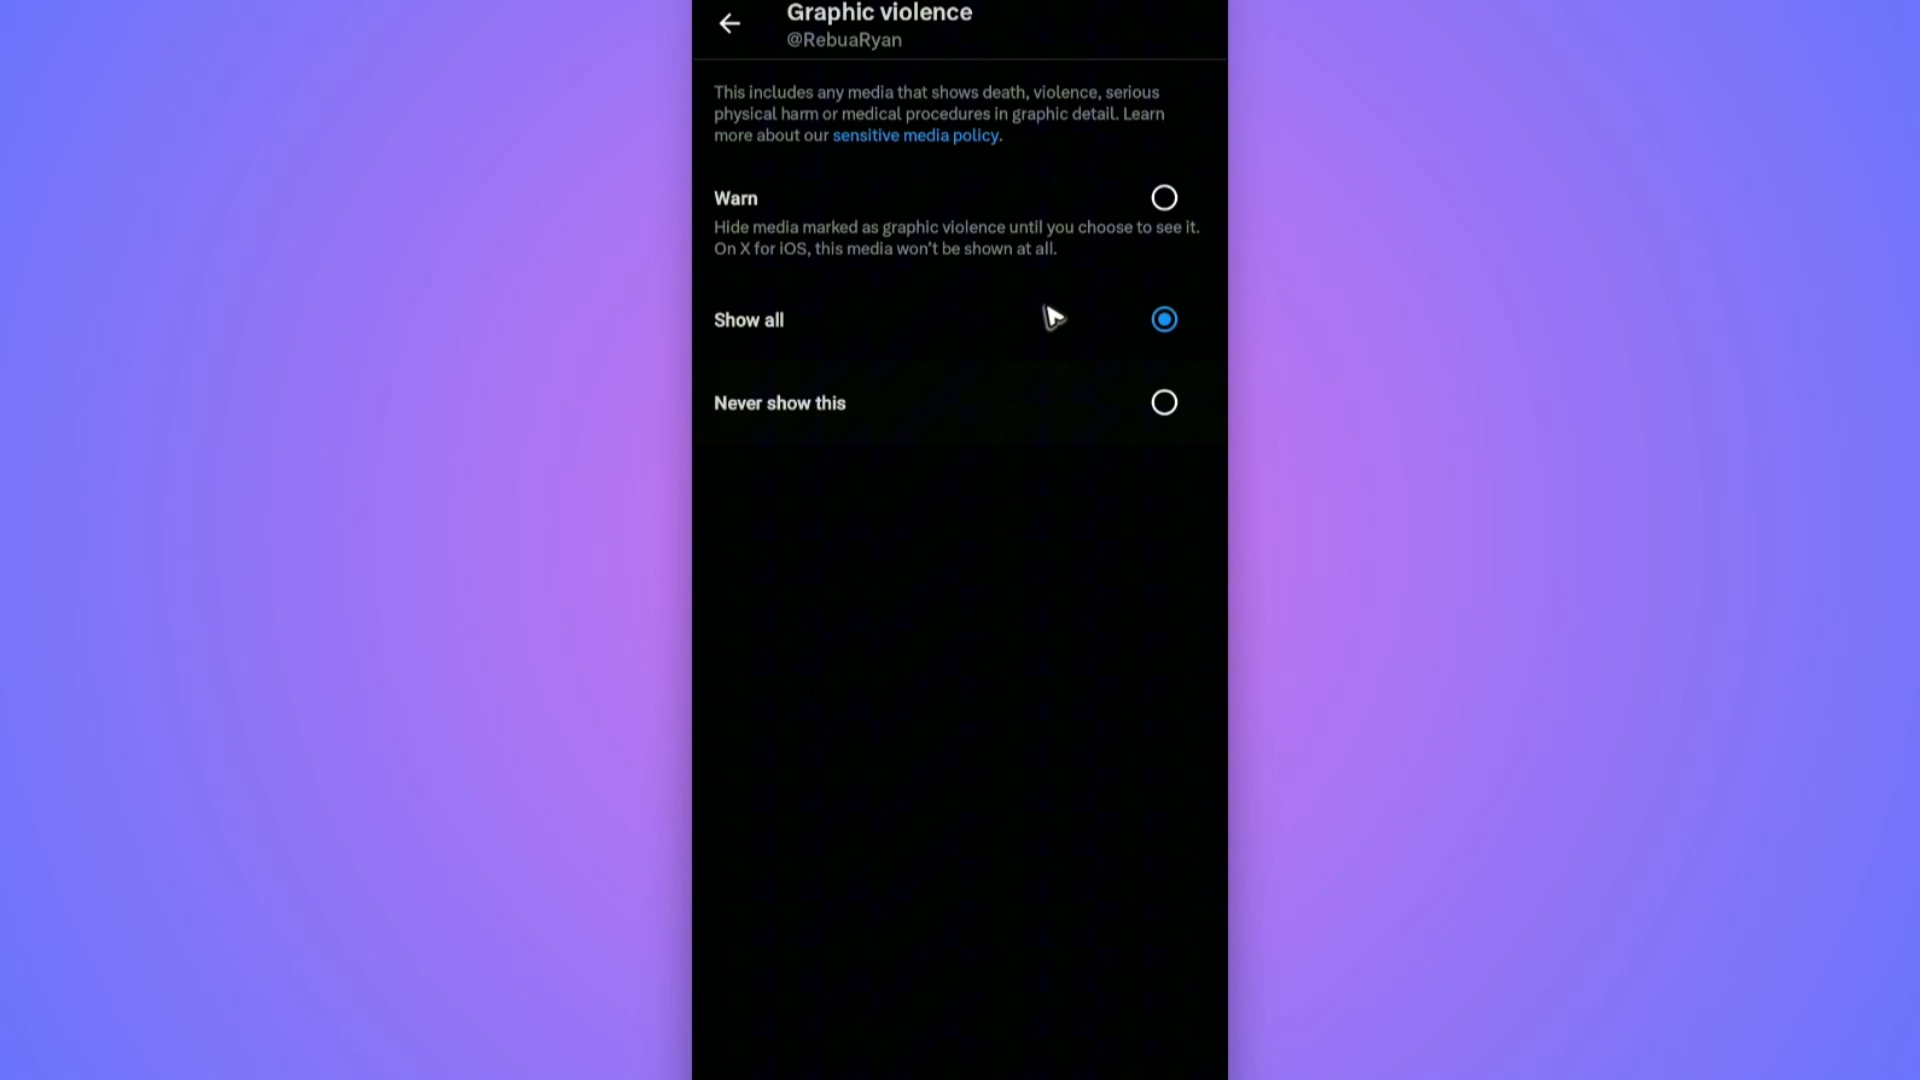 Graphic violence
@RebuaRyan
This includes any media that shows death, violence, serious
physical harm or medical procedures in graphic detail. Learn
more about our sensitive media policy.
Warn
Hide media marked as graphic violence until you choose to see it.
On X for iOS, this media won't be shown at all.
Show all
Never show this